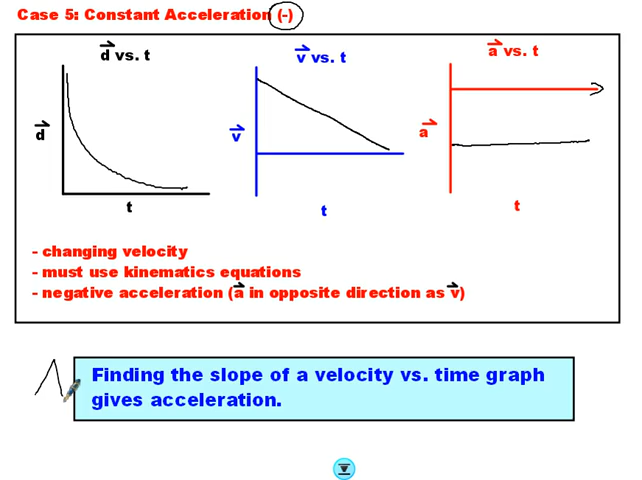 Case 5: Constant Acceleration (-)
d vs. t
v vs. t
a vs. t
d
v
a
t
t
t
- changing velocity
- must use kinematics equations
- negative acceleration (a in opposite direction as v)
Finding the slope of a velocity vs. time graph
gives acceleration.